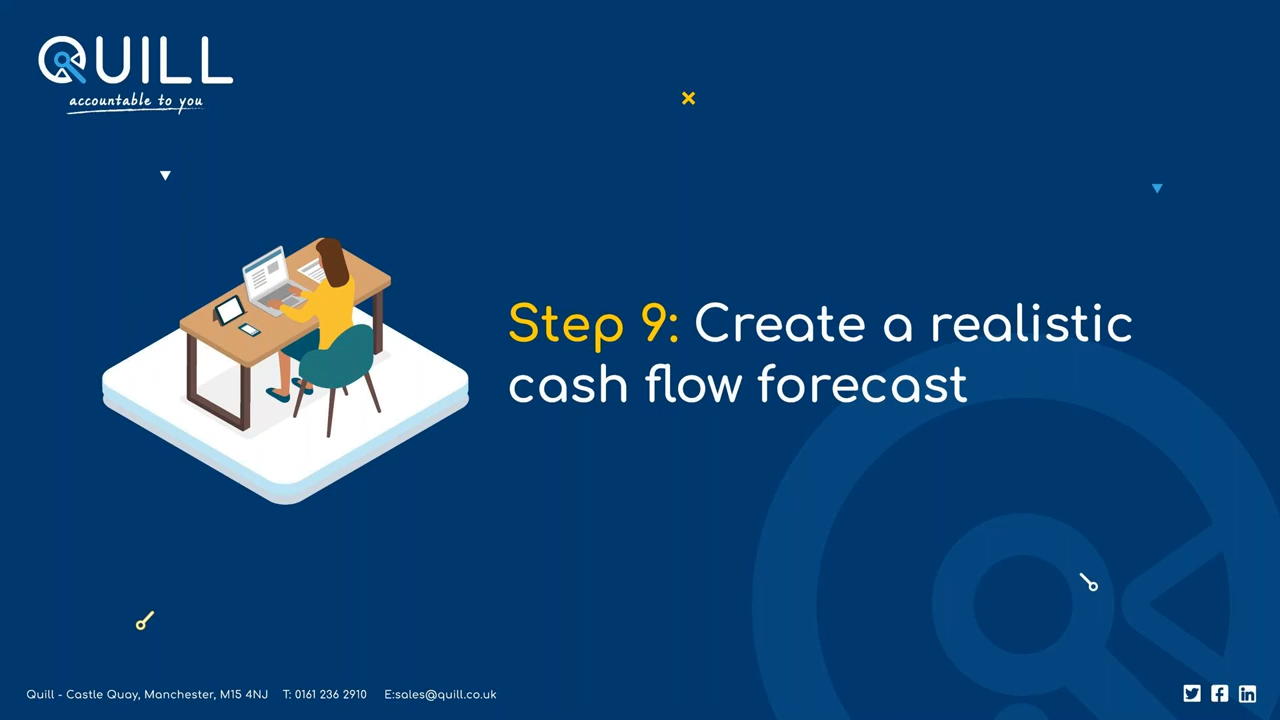 QUILL
accountable to you
Step 9: Create a realistic
cash flow forecast
Quill - Castle Quay, Manchester, M15 4NJ T: 0161 236 2910 E:sales@quill.co.uk